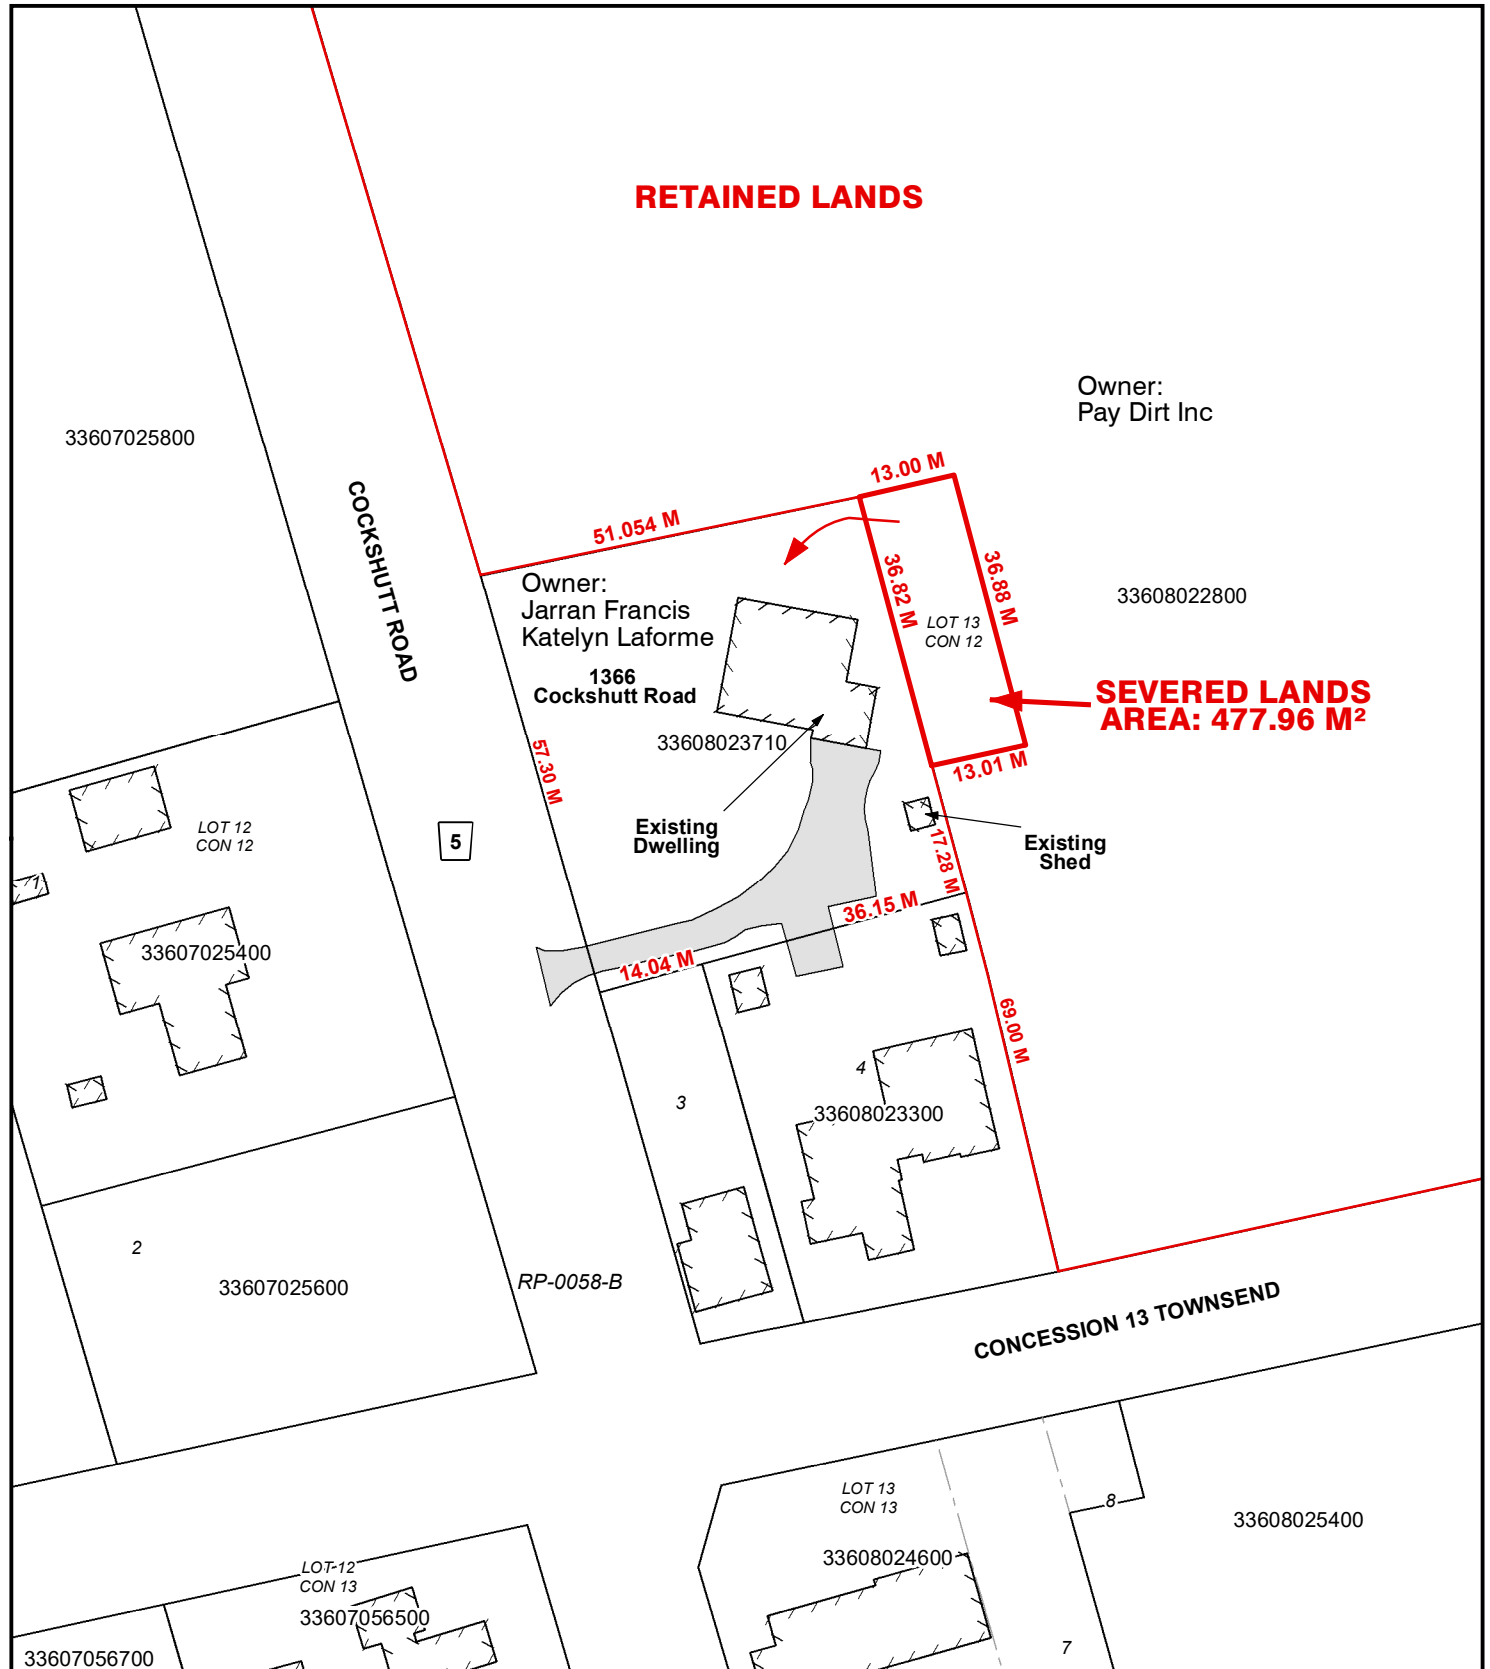 RETAINED LANDS
Owner:
Pay Dirt Inc
33607025800
13.00 M
51.054 M
COCKSHUTT ROAD
36.82 M
36.88 M
Owner:
Jarran Francis
Katelyn Laforme
1366
Cockshutt Road
33608023710
LOT 13
CON 12
33608022800
SEVERED LANDS
AREA: 477.96 M²
57.30 M
13.01 M
LOT 12
CON 12
5
Existing
Dwelling
Existing
Shed
17.28 M
1
36.15 M
33607025400
14.04 M
69.00 M
4
3
33608023300
2
33607025600
RP-0058-B
CONCESSION 13 TOWNSEND
LOT 13
CON 13
8
33608025400
33608024600
LOT 12
CON 13
33607056500
7
33607056700